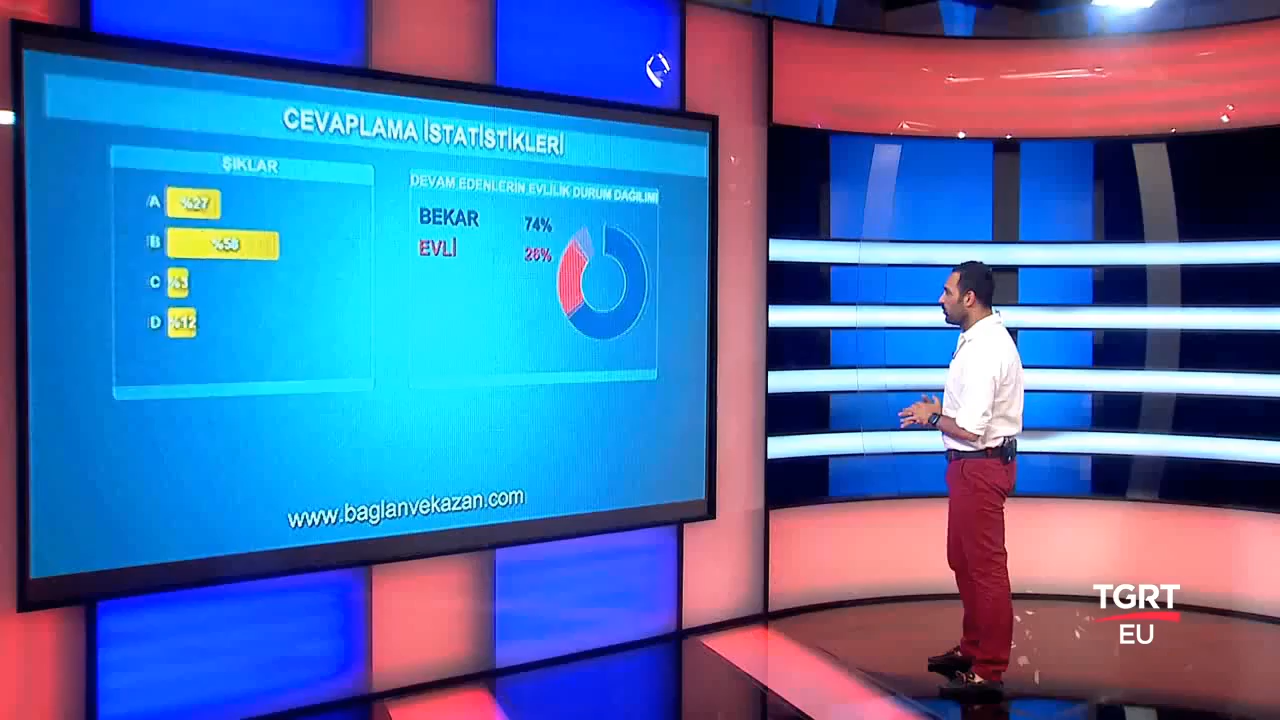 CEVAPLAMA İSTATİSTİKLERİ
ŞIKLAR
A %27
B %58
C %3
D %12
DEVAM EDENLERİN EVLİLİK DURUM DAĞILIMI
BEKAR 74%
EVLİ 26%
www.baglanvekazan.com
TGRT
EU